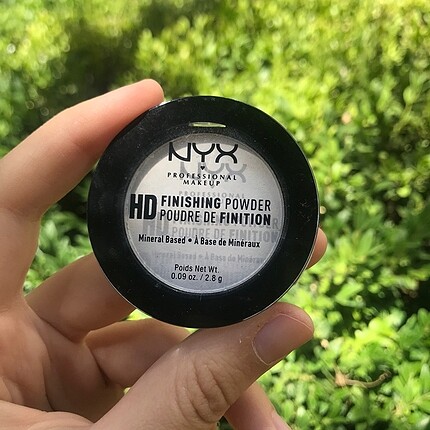 NYX
PROFESSIONAL
MAKEUP
HD FINISHING POWDER
POUDRE DE FINITION
Mineral Based • À Base de Minéraux
Poids Net Wt.
0.09 oz. / 2.8 g